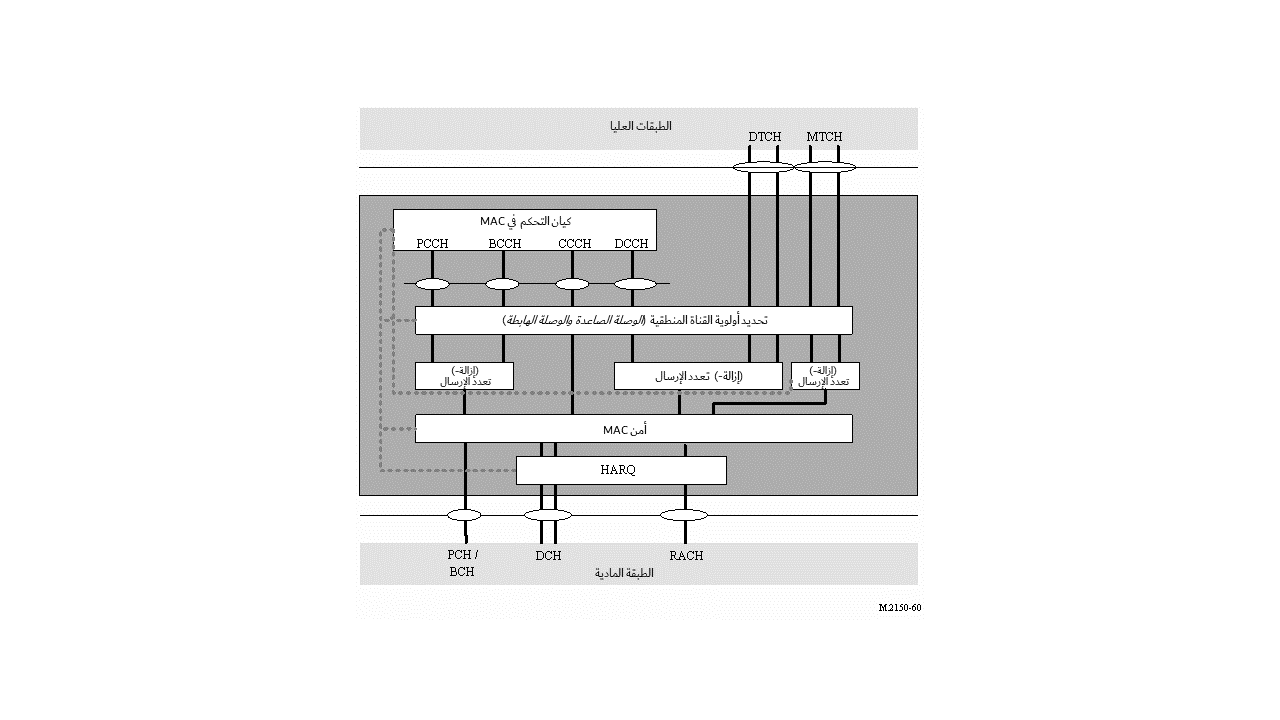 الطبقات العليا
DTCH MTCH
كيان التحكم في MAC
PCCH BCCH CCCH DCCH
تحديد أولوية القناة المنطقية (الوصلة الصاعدة والوصلة الهابطة)
(إزالة-)
تعدد الإرسال
(إزالة-) تعدد الإرسال
(إزالة-)
تعدد الإرسال
أمن MAC
HARQ
PCH /
BCH
DCH
RACH
الطبقة المادية
M.2150-60